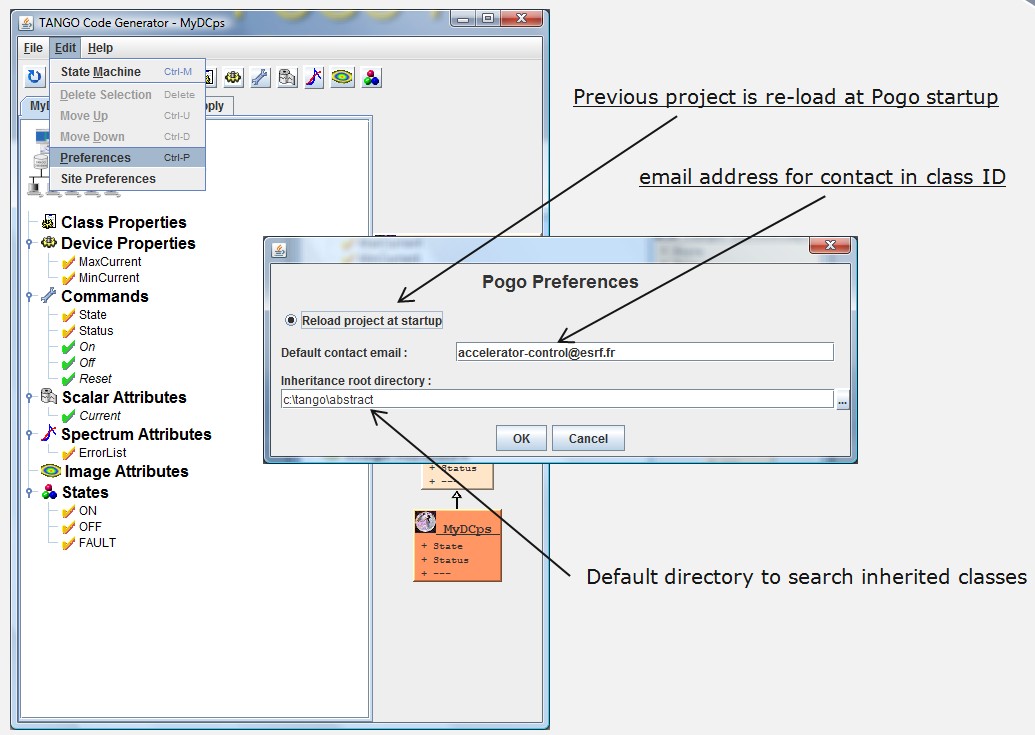 TANGO Code Generator - MyDCps
File Edit Help
State Machine Ctrl-M
Delete Selection Delete
Move Up Ctrl-U
Move Down Ctrl-D
Preferences Ctrl-P
Site Preferences
Class Properties
Device Properties
MaxCurrent
MinCurrent
Commands
State
Status
On
Off
Reset
Scalar Attributes
Current
Spectrum Attributes
ErrorList
Image Attributes
States
ON
OFF
FAULT
Previous project is re-load at Pogo startup
email address for contact in class ID
Pogo Preferences
Reload project at startup
Default contact email :
accelerator-control@esrf.fr
Inheritance root directory :
c:\tango\abstract
...
OK Cancel
+ Status
+ ---
MyDCps
+ State
+ Status
+ ---
Default directory to search inherited classes